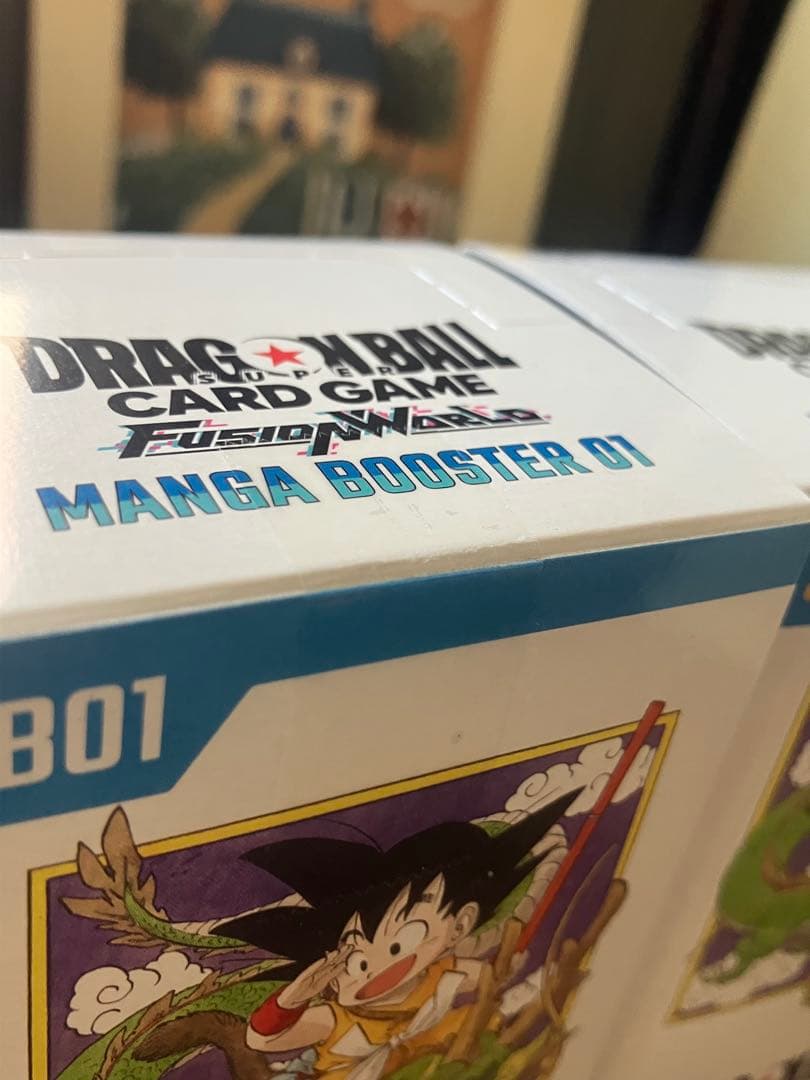 DRAGON BALL
SUPER
CARD GAME
FUSION WORLD
MANGA BOOSTER 01
B01